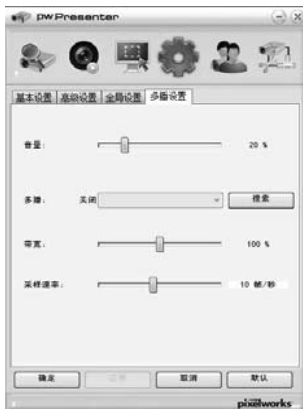 pwPresenter
基本设置 高级设置 全局设置 多播设置
音量: 20 %
多播: 关闭 搜索
带宽: 100 %
采样速率: 10 帧/秒
确定 应用 取消 默认
pixelworks